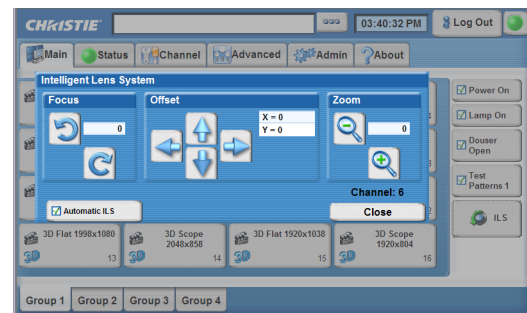 CHRISTIE® 03:40:32 PM Log Out
Main Status Channel Advanced Admin About
Intelligent Lens System
Focus Offset Zoom
Power On
0 X = 0 0
Y = 0
Lamp On
Douser
Open
Test
Patterns 1
Channel: 6
Automatic ILS Close
ILS
3D Flat 1998x1080 3D Scope 3D Flat 1920x1038 3D Scope
2048x858 1920x804
3D 13 14 3D 15 3D 16
Group 1 Group 2 Group 3 Group 4